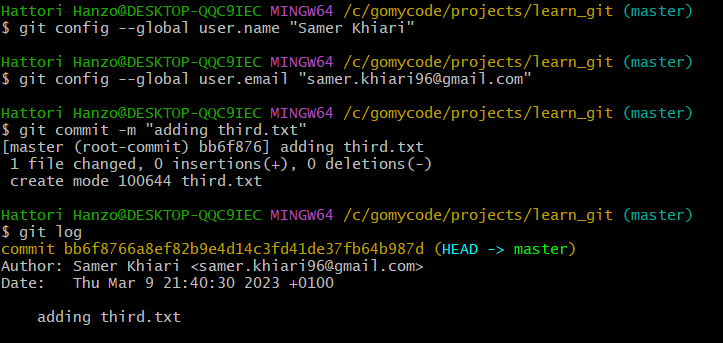 Hattori Hanzo@DESKTOP-QQC9IEC MINGW64 /c/gomycode/projects/learn_git (master)
$ git config --global user.name "Samer Khiari"
Hattori Hanzo@DESKTOP-QQC9IEC MINGW64 /c/gomycode/projects/learn_git (master)
$ git config --global user.email "samer.khiari96@gmail.com"
Hattori Hanzo@DESKTOP-QQC9IEC MINGW64 /c/gomycode/projects/learn_git (master)
$ git commit -m "adding third.txt"
[master (root-commit) bb6f876] adding third.txt
 1 file changed, 0 insertions(+), 0 deletions(-)
 create mode 100644 third.txt
Hattori Hanzo@DESKTOP-QQC9IEC MINGW64 /c/gomycode/projects/learn_git (master)
$ git log
commit bb6f8766a8ef82b9e4d14c3fd41de37fb64b987d (HEAD -> master)
Author: Samer Khiari <samer.khiari96@gmail.com>
Date:   Thu Mar 9 21:40:30 2023 +0100
    adding third.txt